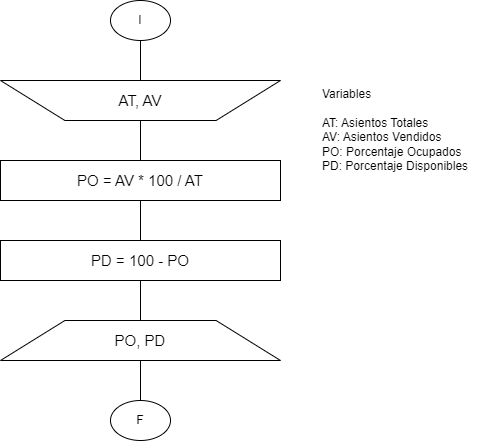 I
AT, AV
PO = AV * 100 / AT
PD = 100 - PO
PO, PD
F
Variables
AT: Asientos Totales
AV: Asientos Vendidos
PO: Porcentaje Ocupados
PD: Porcentaje Disponibles